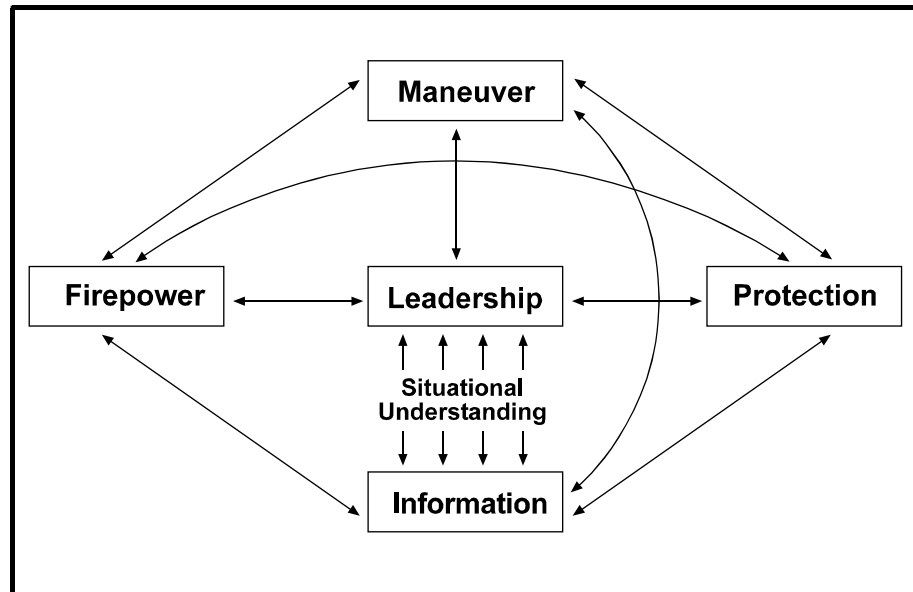 Maneuver
Firepower
Leadership
Protection
Situational
Understanding
Information